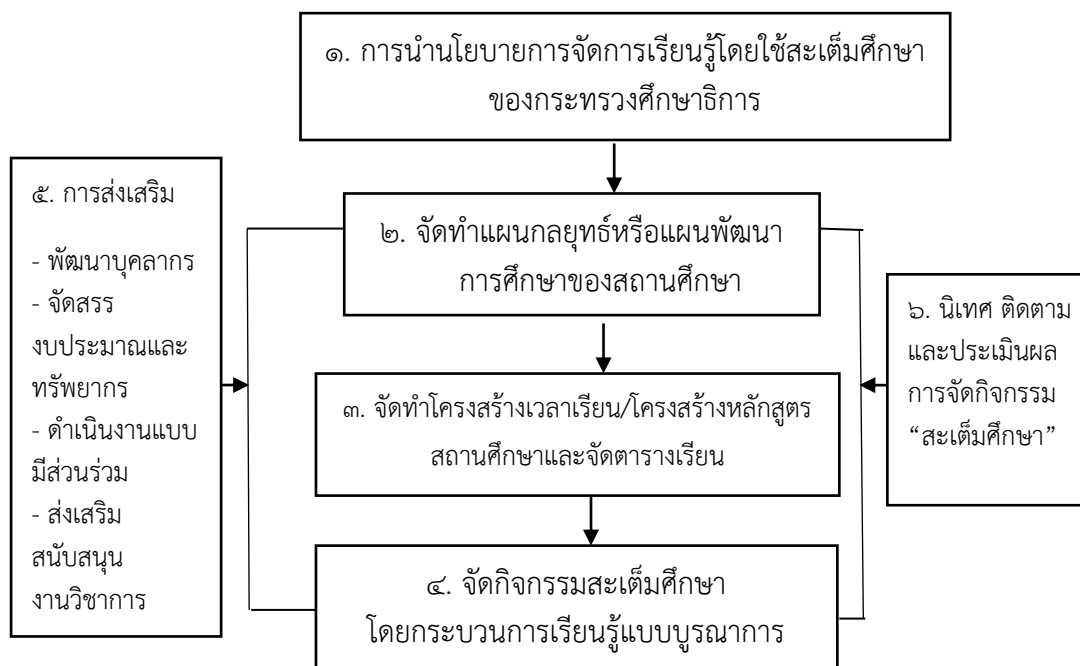 ๑. การนำนโยบายการจัดการเรียนรู้โดยใช้สะเต็มศึกษา
ของกระทรวงศึกษาธิการ
๒. จัดทำแผนกลยุทธ์หรือแผนพัฒนา
การศึกษาของสถานศึกษา
๓. จัดทำโครงสร้างเวลาเรียน/โครงสร้างหลักสูตร
สถานศึกษาและจัดตารางเรียน
๔. จัดกิจกรรมสะเต็มศึกษา
โดยกระบวนการเรียนรู้แบบบูรณาการ
๕. การส่งเสริม
- พัฒนาบุคลากร
- จัดสรร
งบประมาณและ
ทรัพยากร
- ดำเนินงานแบบ
มีส่วนร่วม
- ส่งเสริม
สนับสนุน
งานวิชาการ
๖. นิเทศ ติดตาม
และประเมินผล
การจัดกิจกรรม
“สะเต็มศึกษา”